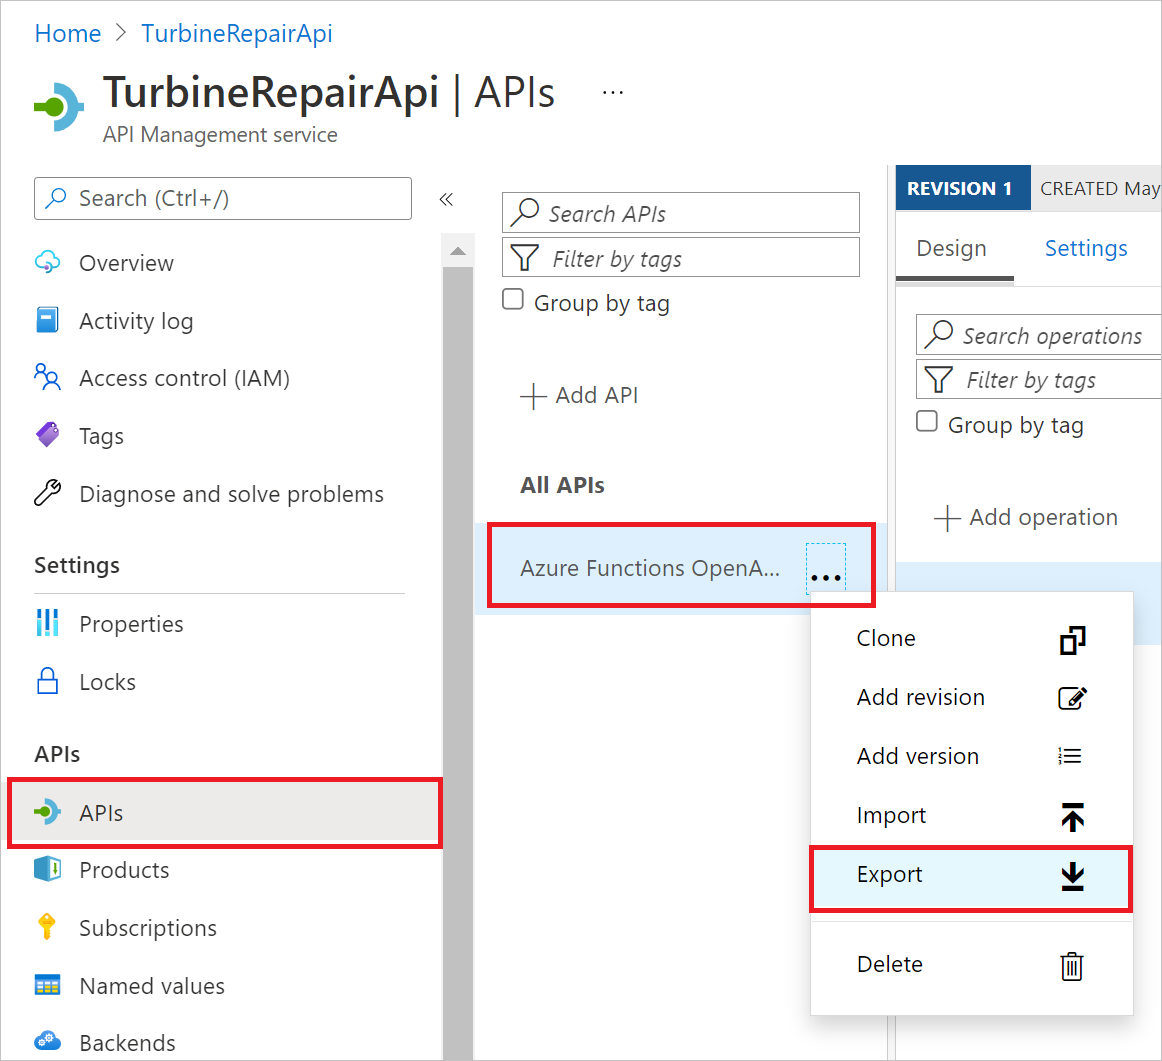 Home > TurbineRepairApi
TurbineRepairApi | APIs ...
API Management service
Search (Ctrl+/)
«
Overview
Activity log
Access control (IAM)
Tags
Diagnose and solve problems
Settings
Properties
Locks
APIs
APIs
Products
Subscriptions
Named values
Backends
Search APIs
Filter by tags
Group by tag
+ Add API
All APIs
Azure Functions OpenA... ...
Clone
Add revision
Add version
Import
Export
Delete
REVISION 1 CREATED May
Design Settings
Search operations
Filter by tags
Group by tag
+ Add operation